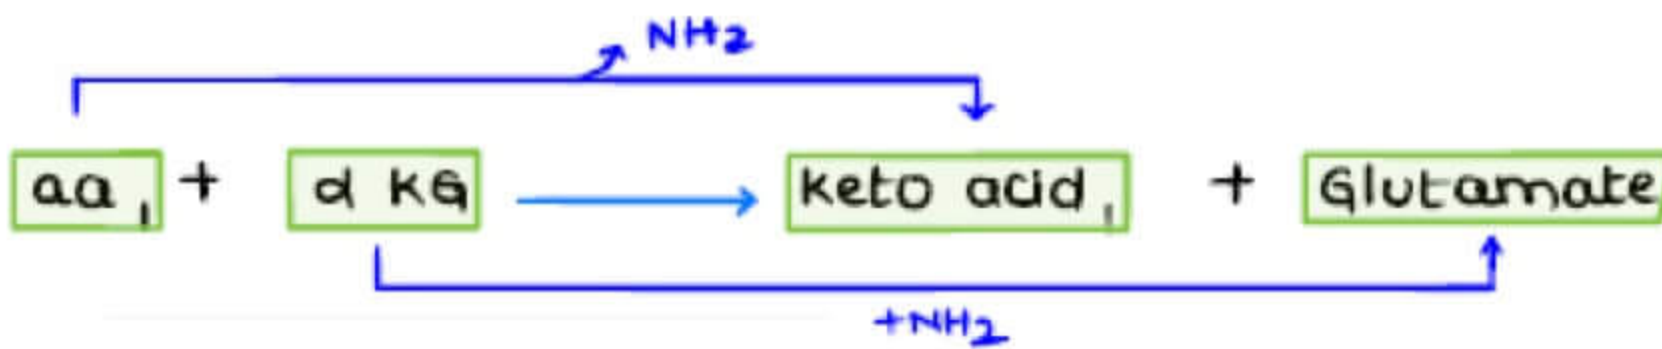 NH2
aa1 + α KG → keto acid1 + Glutamate
+NH2